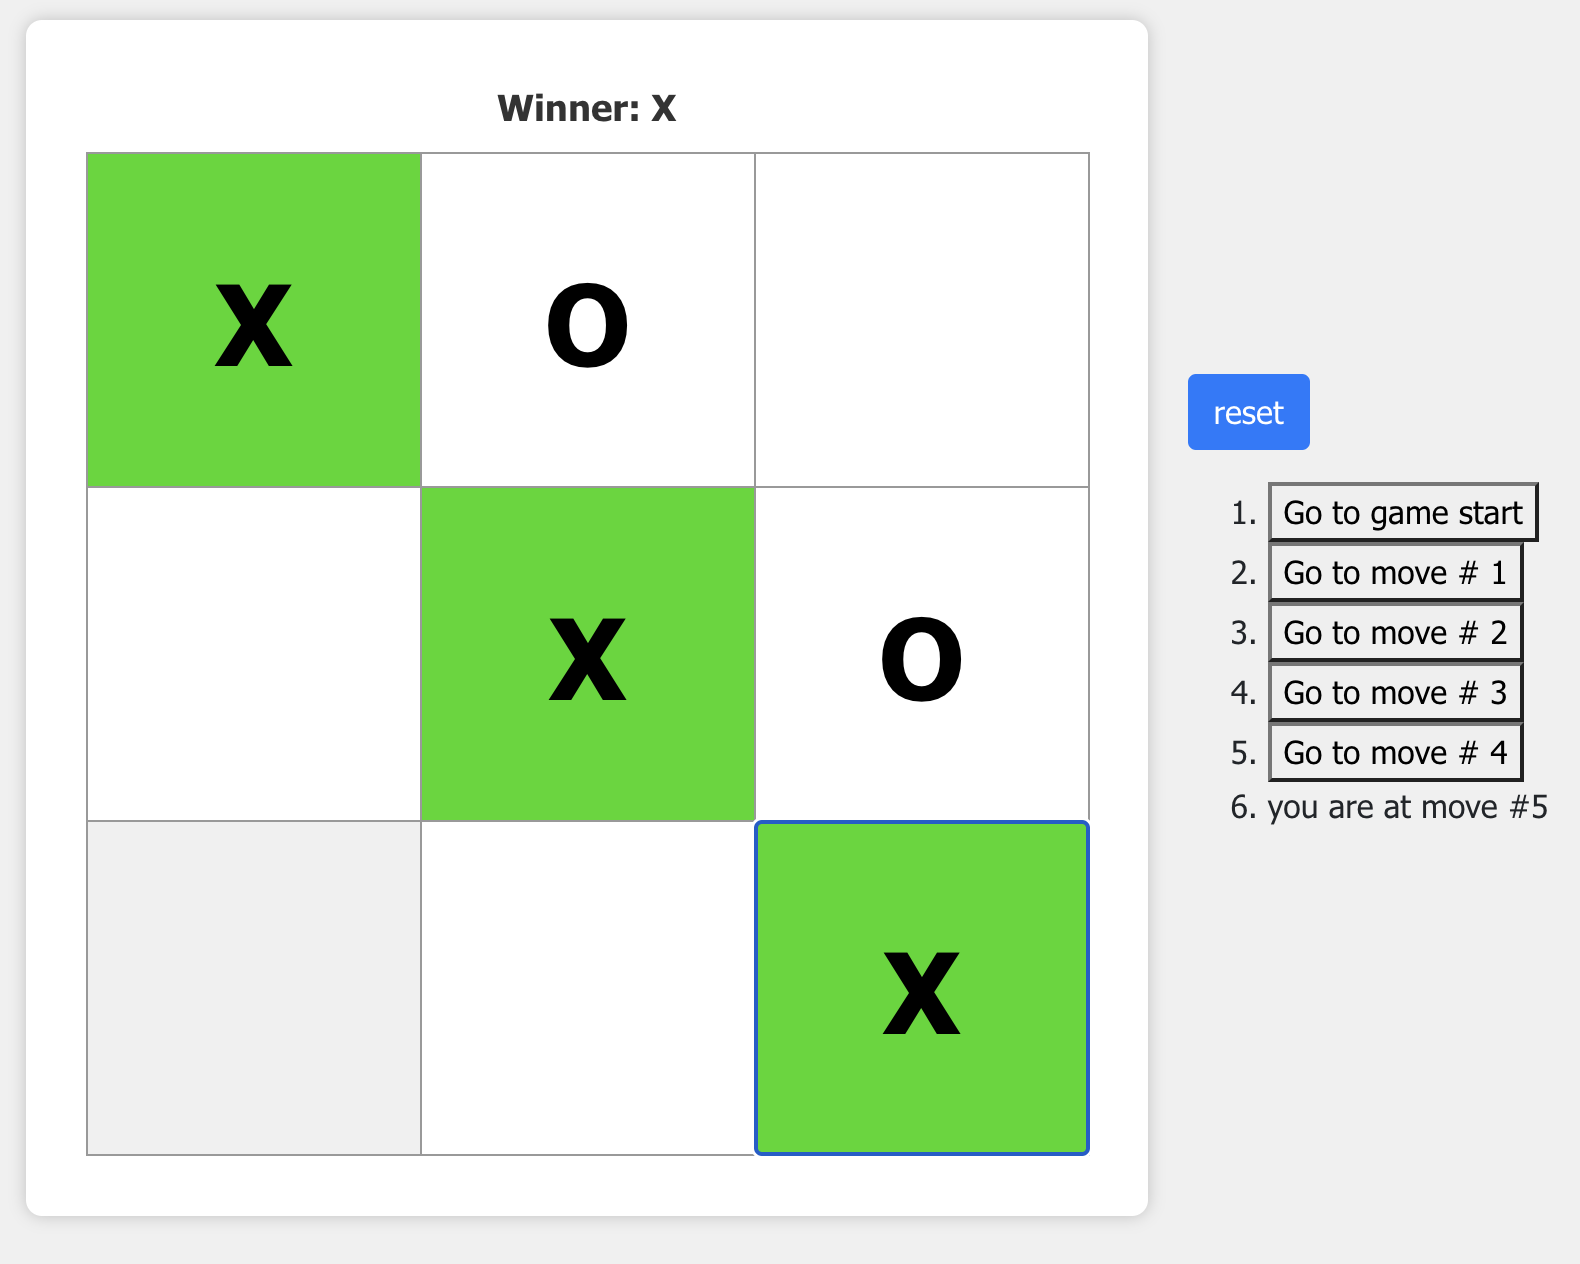 Winner: X
X O
X O
X
reset
1. Go to game start
2. Go to move # 1
3. Go to move # 2
4. Go to move # 3
5. Go to move # 4
6. you are at move #5